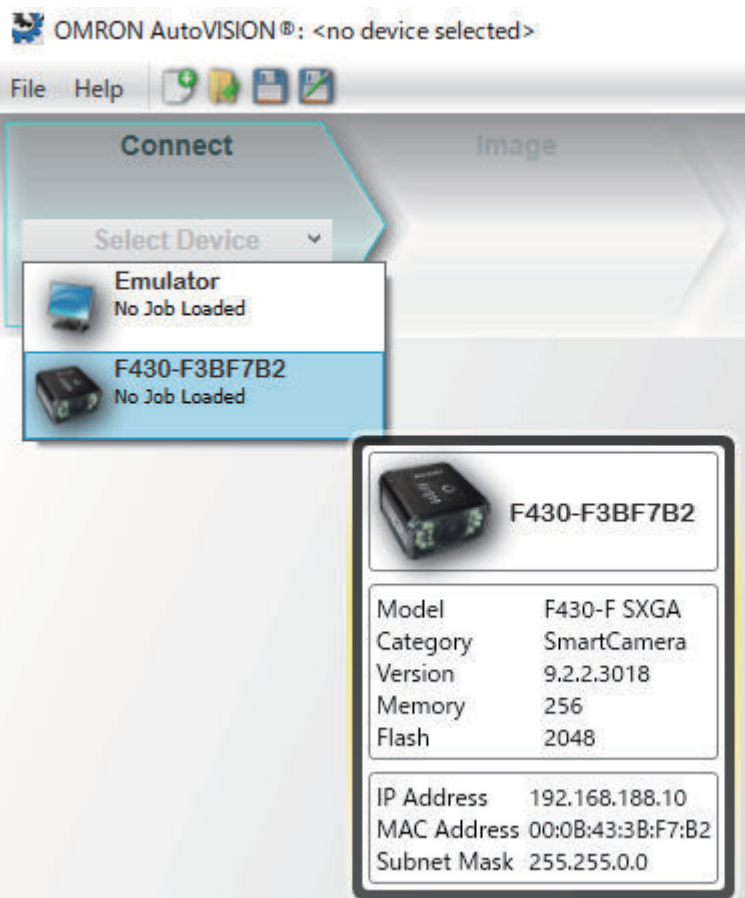 OMRON AutoVISION®: <no device selected>
File Help
Connect
Image
Select Device
Emulator
No Job Loaded
F430-F3BF7B2
No Job Loaded
F430-F3BF7B2
Model F430-F SXGA
Category SmartCamera
Version 9.2.2.3018
Memory 256
Flash 2048
IP Address 192.168.188.10
MAC Address 00:0B:43:3B:F7:B2
Subnet Mask 255.255.0.0